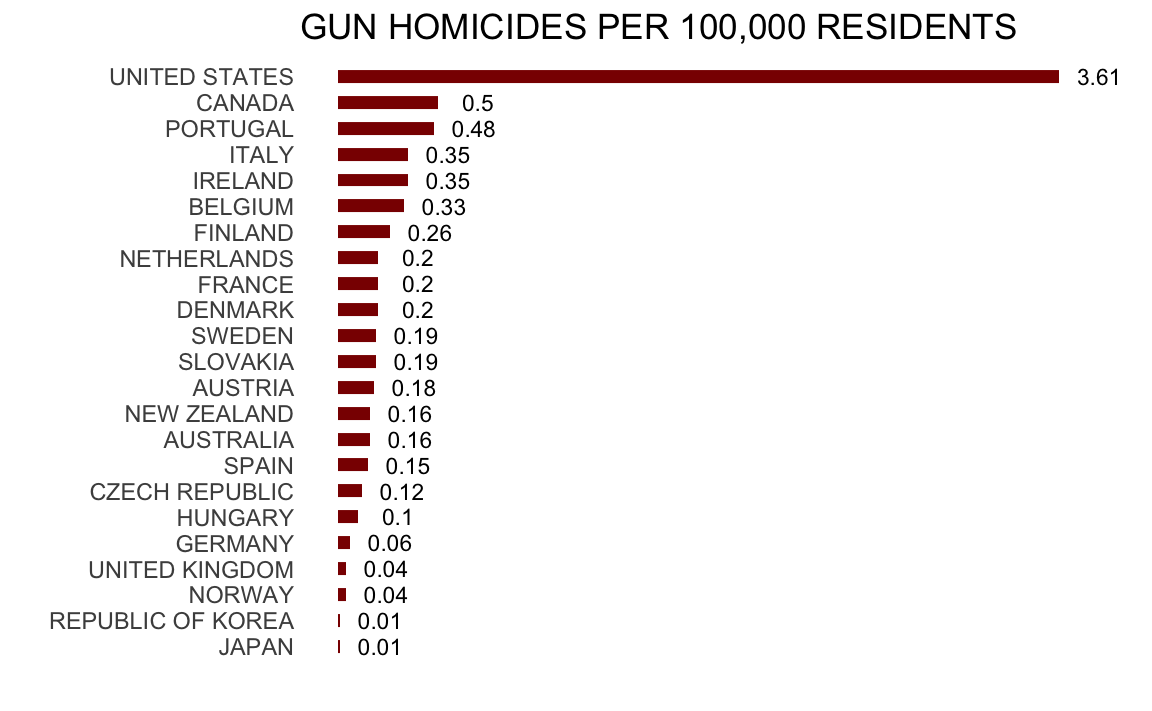 GUN HOMICIDES PER 100,000 RESIDENTS
UNITED STATES 3.61
CANADA 0.5
PORTUGAL 0.48
ITALY 0.35
IRELAND 0.35
BELGIUM 0.33
FINLAND 0.26
NETHERLANDS 0.2
FRANCE 0.2
DENMARK 0.2
SWEDEN 0.19
SLOVAKIA 0.19
AUSTRIA 0.18
NEW ZEALAND 0.16
AUSTRALIA 0.16
SPAIN 0.15
CZECH REPUBLIC 0.12
HUNGARY 0.1
GERMANY 0.06
UNITED KINGDOM 0.04
NORWAY 0.04
REPUBLIC OF KOREA 0.01
JAPAN 0.01